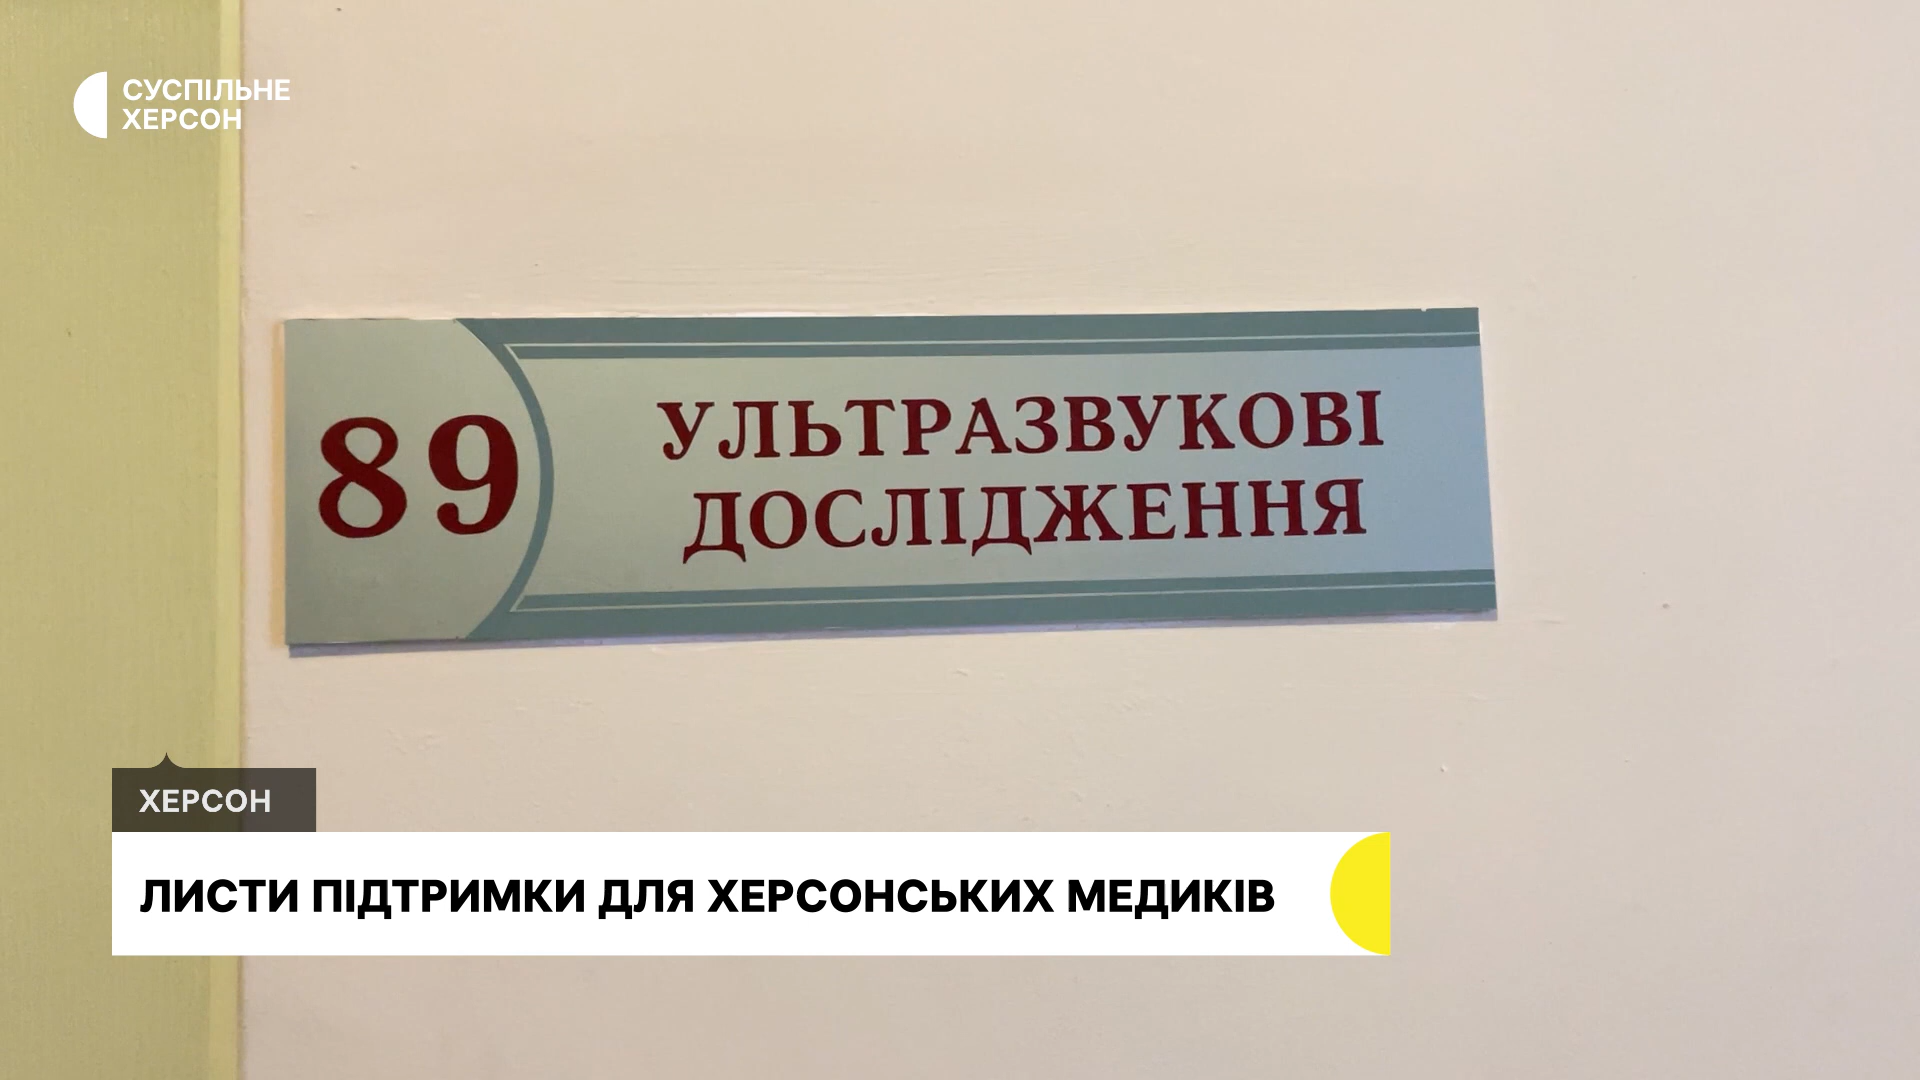 СУСПІЛЬНЕ
ХЕРСОН
89
УЛЬТРАЗВУКОВІ
ДОСЛІДЖЕННЯ
ХЕРСОН
ЛИСТИ ПІДТРИМКИ ДЛЯ ХЕРСОНСЬКИХ МЕДИКІВ